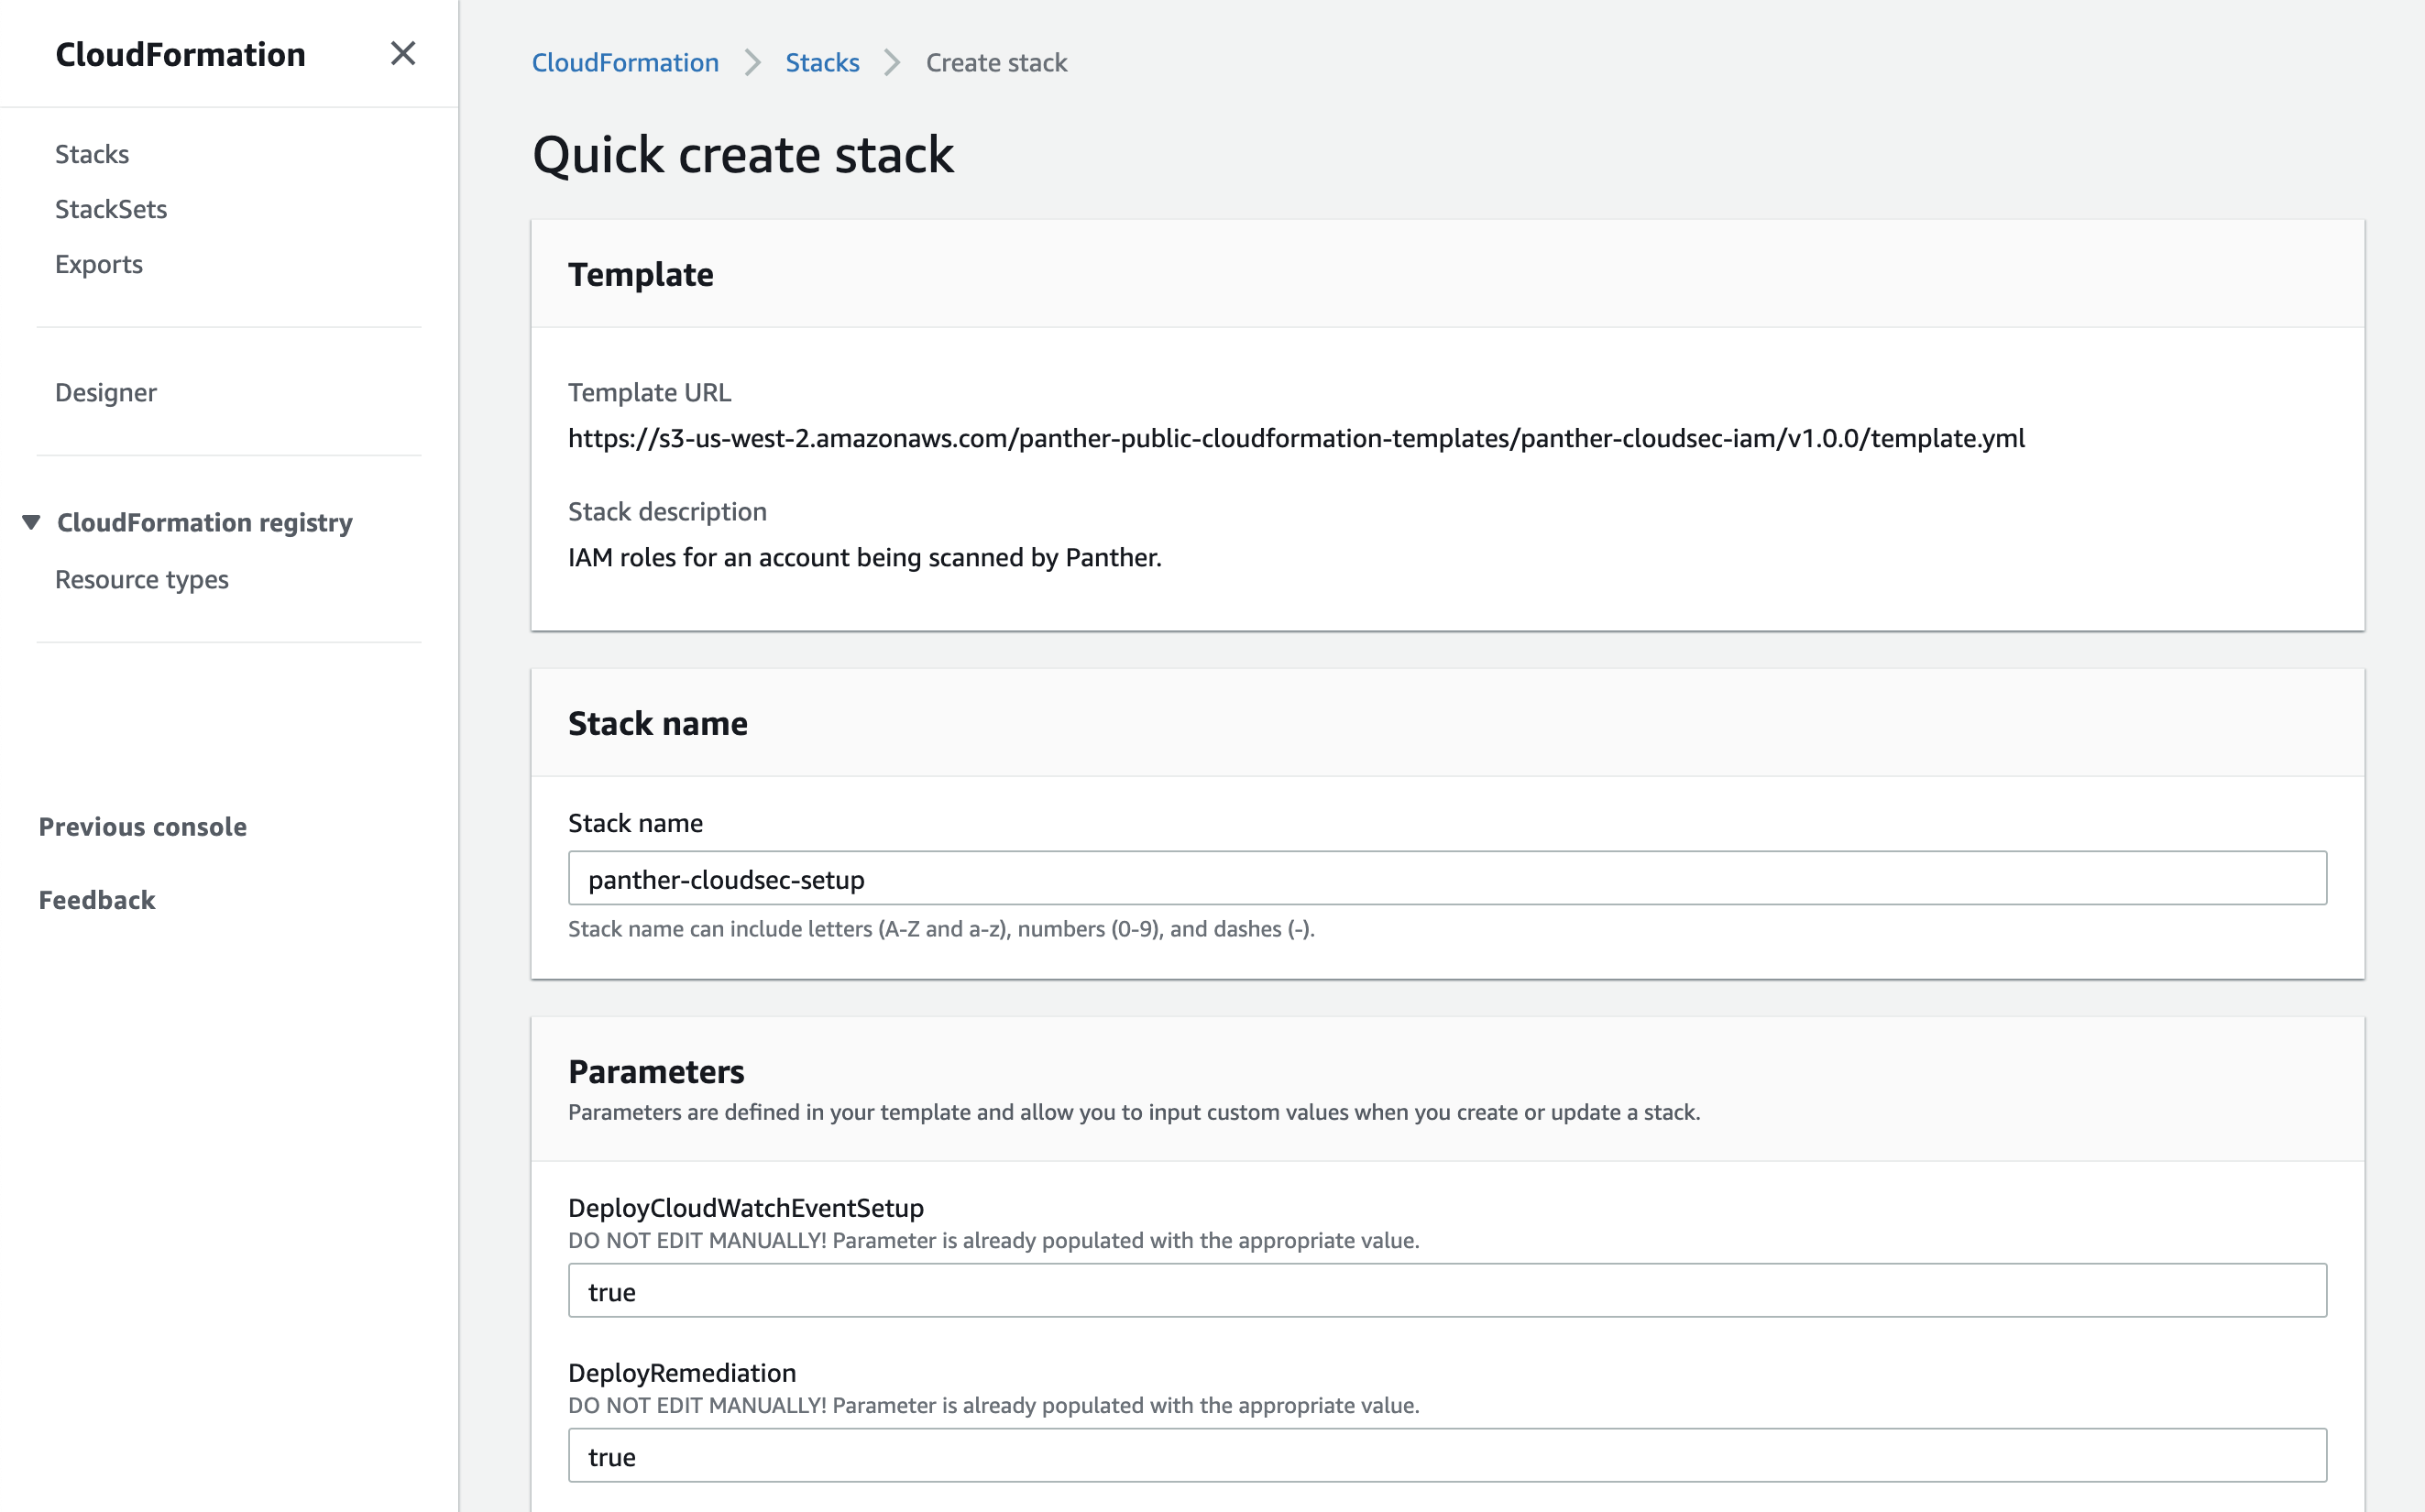 CloudFormation
Stacks
StackSets
Exports
Designer
CloudFormation registry
Resource types
Previous console
Feedback
CloudFormation > Stacks > Create stack
Quick create stack
Template
Template URL
https://s3-us-west-2.amazonaws.com/panther-public-cloudformation-templates/panther-cloudsec-iam/v1.0.0/template.yml
Stack description
IAM roles for an account being scanned by Panther.
Stack name
Stack name
panther-cloudsec-setup
Stack name can include letters (A-Z and a-z), numbers (0-9), and dashes (-).
Parameters
Parameters are defined in your template and allow you to input custom values when you create or update a stack.
DeployCloudWatchEventSetup
DO NOT EDIT MANUALLY! Parameter is already populated with the appropriate value.
true
DeployRemediation
DO NOT EDIT MANUALLY! Parameter is already populated with the appropriate value.
true